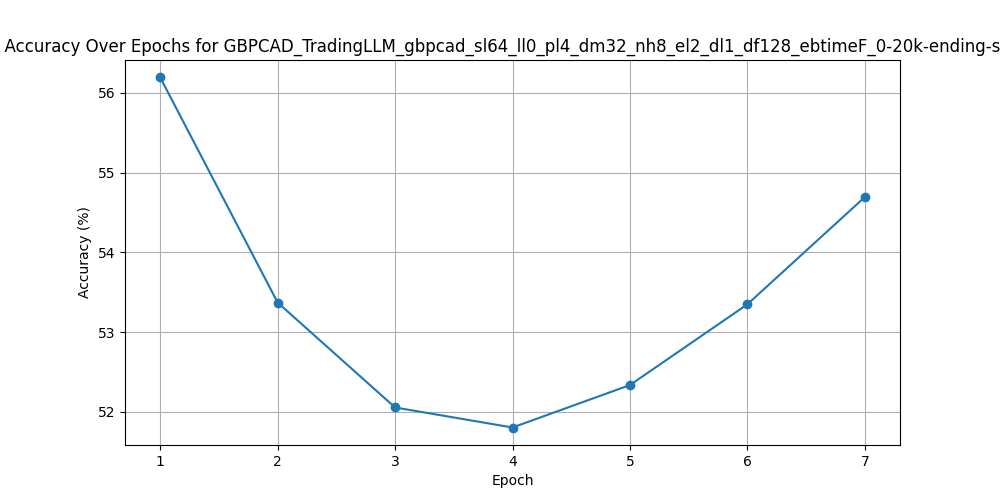 Accuracy Over Epochs for GBPCAD_TradingLLM_gbpcad_sl64_ll0_pl4_dm32_nh8_el2_dl1_df128_ebtimeF_0-20k-ending-s
56
55
54
53
52
Accuracy (%)
1 2 3 4 5 6 7
Epoch